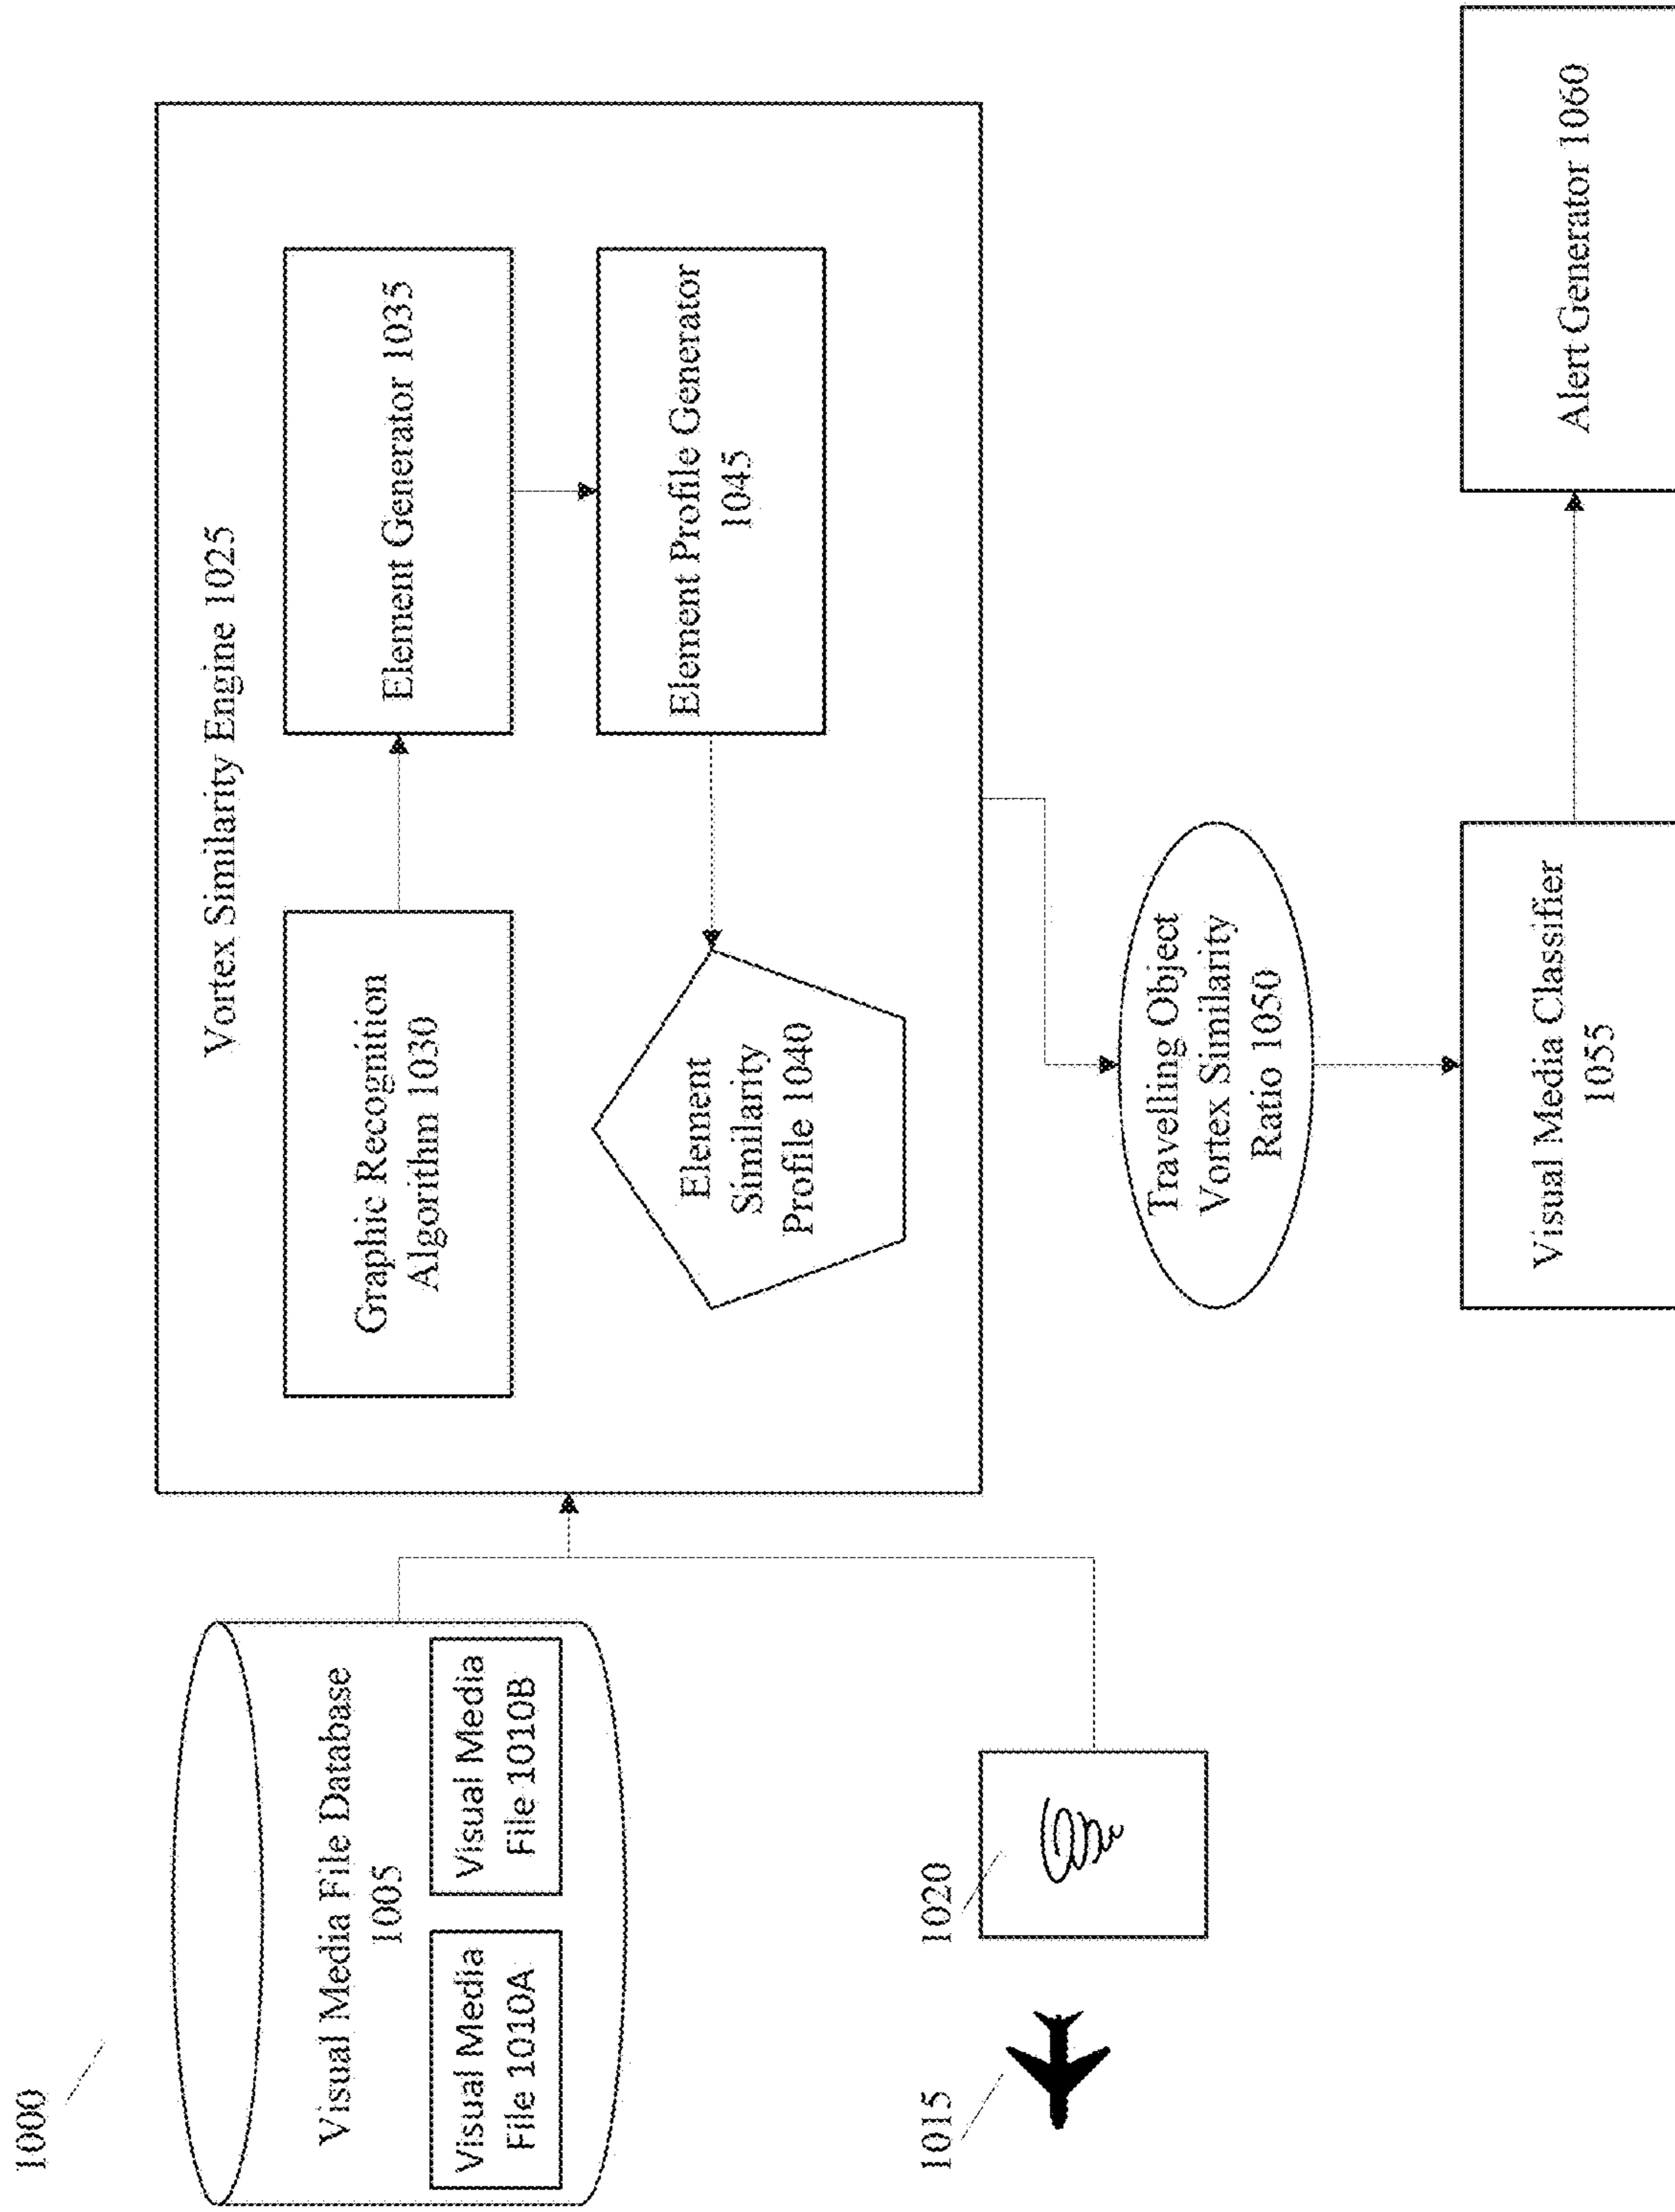 1000
Visual Media File Database
1005
Visual Media
File 1010A
Visual Media
File 1010B
1015
1020
Vortex Similarity Engine 1025
Graphic Recognition
Algorithm 1030
Element Generator 1035
Element
Similarity
Profile 1040
Element Profile Generator
1045
Travelling Object
Vortex Similarity
Ratio 1050
Visual Media Classifier
1055
Alert Generator 1060